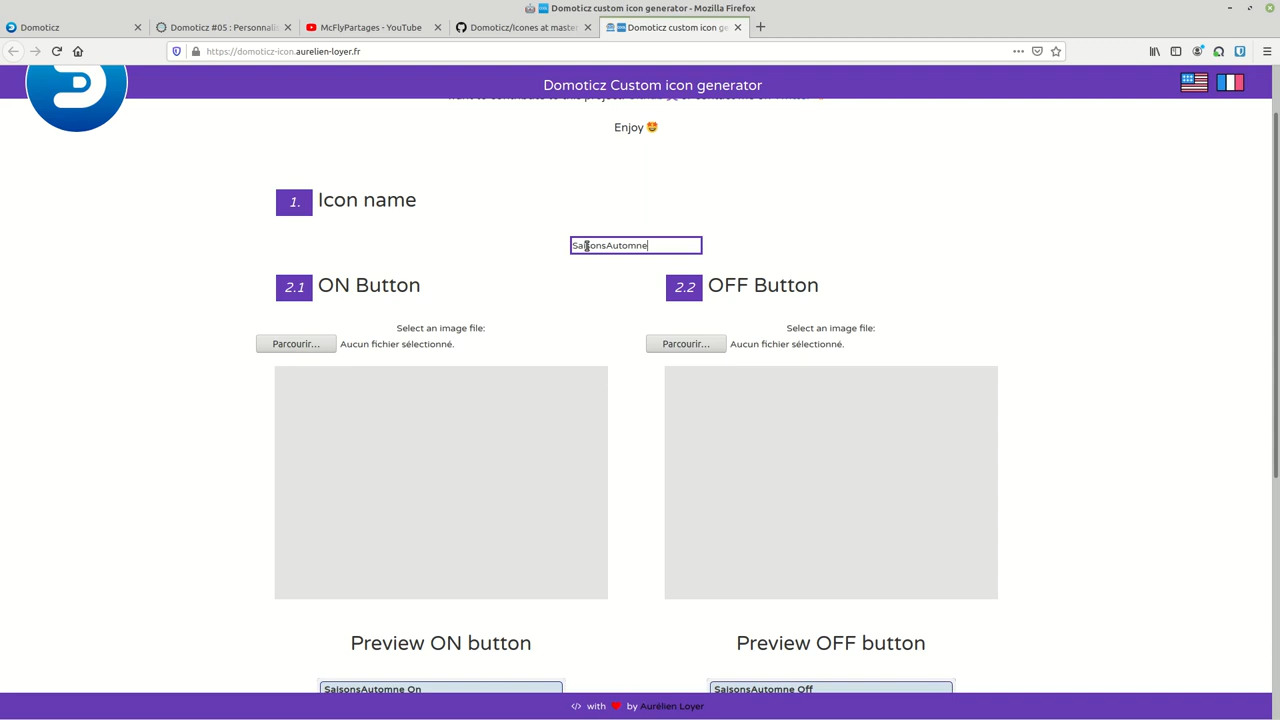 Domoticz custom icon generator - Mozilla Firefox
Domoticz
Domoticz #05 : Personnali
McFlyPartages - YouTube
Domoticz/Icones at master
Domoticz custom icon ge
https://domoticz-icon.aurelien-loyer.fr
Domoticz Custom icon generator
Enjoy 🤩
1. Icon name
SaisonsAutomne
2.1 ON Button
2.2 OFF Button
Select an image file:
Select an image file:
Parcourir... Aucun fichier sélectionné.
Parcourir... Aucun fichier sélectionné.
Preview ON button
Preview OFF button
SaisonsAutomne On
SaisonsAutomne Off
</> with ❤ by Aurélien Loyer